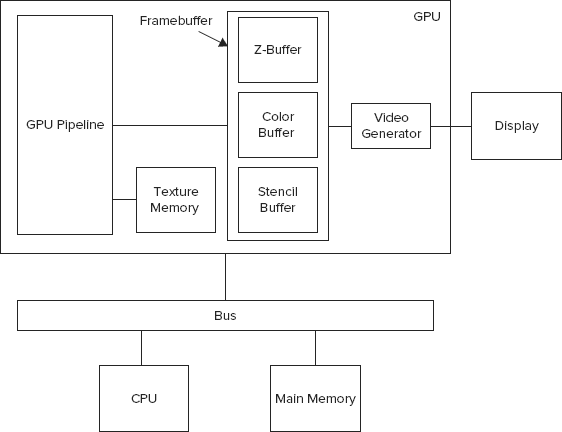 GPU
Framebuffer
Z-Buffer
GPU Pipeline
Color
Buffer
Video
Generator
Display
Texture
Memory
Stencil
Buffer
Bus
CPU
Main Memory